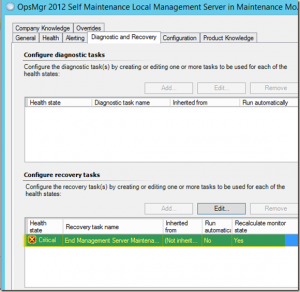 OpsMgr 2012 Self Maintenance Local Management Server in Maintenance Mo
Company Knowledge Overrides
General Health Alerting Diagnostic and Recovery Configuration Product Knowledge
Configure diagnostic tasks
Configure the diagnostic task(s) by creating or editing one or more tasks to be used for each of the
health states:
Add... Edit... Remove
Health state Diagnostic task name Inherited from Run automatically
Configure recovery tasks
Configure the recovery task(s) by creating or editing one or more tasks to be used for each of the
health states:
Add... Edit... Remove
Health state Recovery task name Inherited from Run automatica Recalculate monitor state
Critical End Management Server Maintena... (Not inherit... No Yes